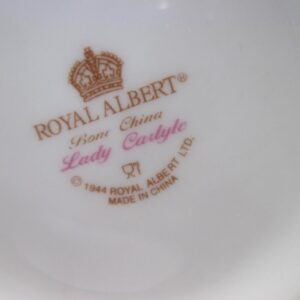 ROYAL ALBERT®
Bone China
Lady Carlyle
© 1944 ROYAL ALBERT LTD.
MADE IN CHINA